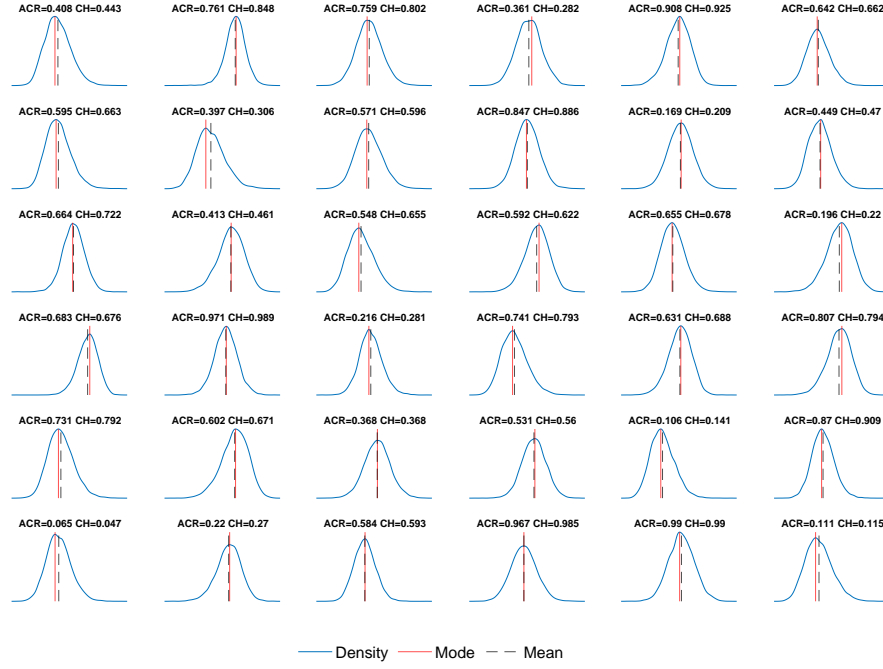 ACR=0.408 CH=0.443 ACR=0.761 CH=0.848 ACR=0.759 CH=0.802 ACR=0.361 CH=0.282 ACR=0.908 CH=0.925 ACR=0.642 CH=0.662
ACR=0.595 CH=0.663 ACR=0.397 CH=0.306 ACR=0.571 CH=0.596 ACR=0.847 CH=0.886 ACR=0.169 CH=0.209 ACR=0.449 CH=0.47
ACR=0.664 CH=0.722 ACR=0.413 CH=0.461 ACR=0.548 CH=0.655 ACR=0.592 CH=0.622 ACR=0.655 CH=0.678 ACR=0.196 CH=0.22
ACR=0.683 CH=0.676 ACR=0.971 CH=0.989 ACR=0.216 CH=0.281 ACR=0.741 CH=0.793 ACR=0.631 CH=0.688 ACR=0.807 CH=0.794
ACR=0.731 CH=0.792 ACR=0.602 CH=0.671 ACR=0.368 CH=0.368 ACR=0.531 CH=0.56 ACR=0.106 CH=0.141 ACR=0.87 CH=0.909
ACR=0.065 CH=0.047 ACR=0.22 CH=0.27 ACR=0.584 CH=0.593 ACR=0.967 CH=0.985 ACR=0.99 CH=0.99 ACR=0.111 CH=0.115
Density Mode Mean